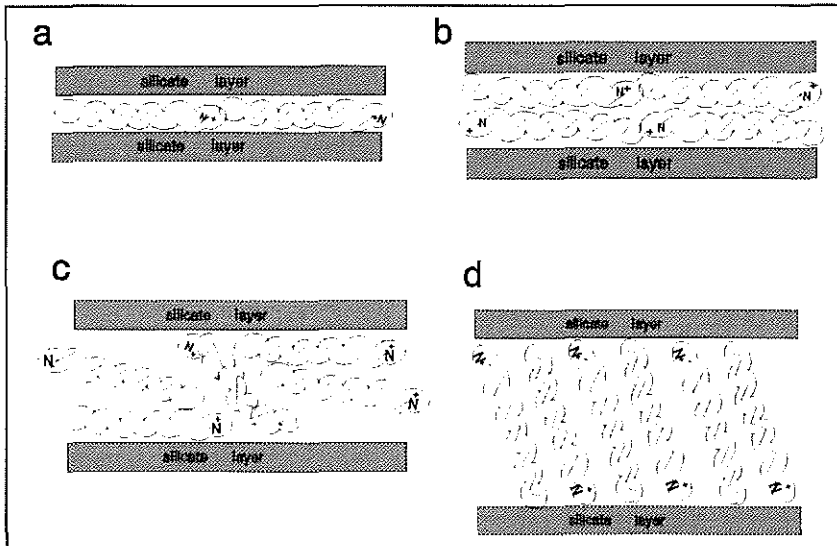 a
silicate layer
N+
N
silicate layer
b
silicate layer
N+
N
+ N
+ N
silicate layer
c
silicate layer
N
N
N+
N+
N+
silicate layer
d
silicate layer
N+
N+
N+
N+
N+
N+
silicate layer